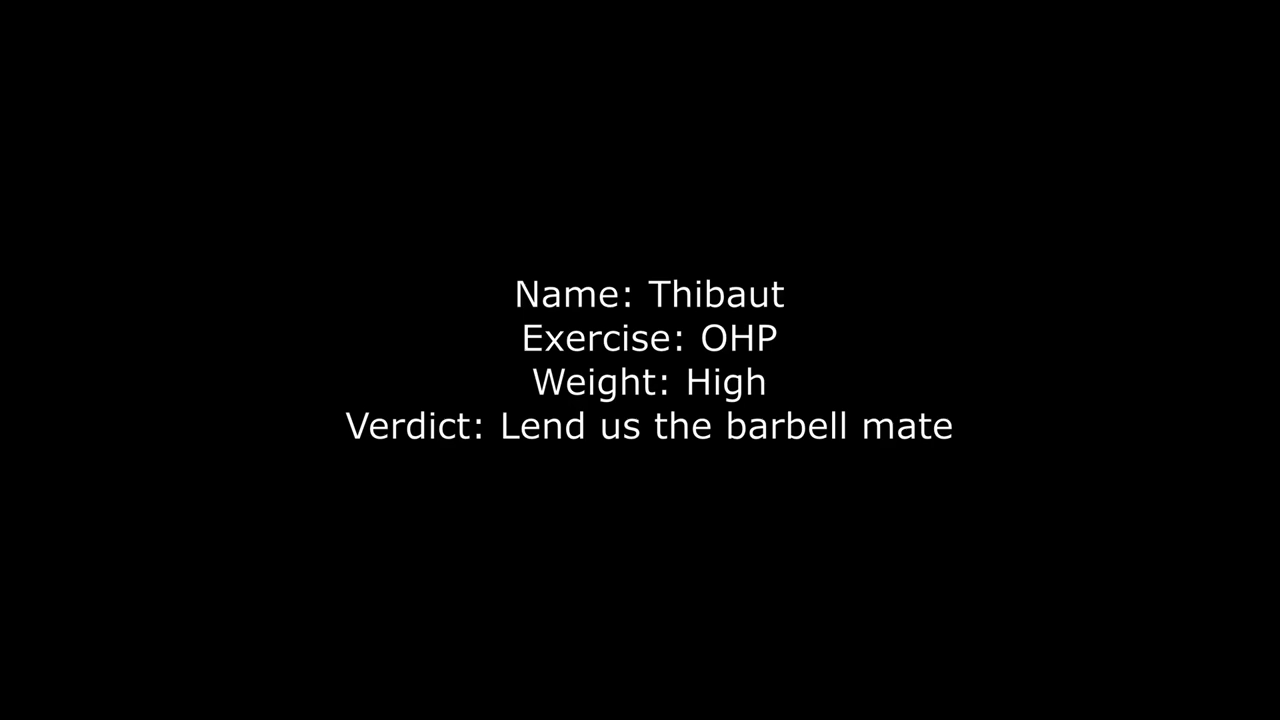 Name: Thibaut
Exercise: OHP
Weight: High
Verdict: Lend us the barbell mate